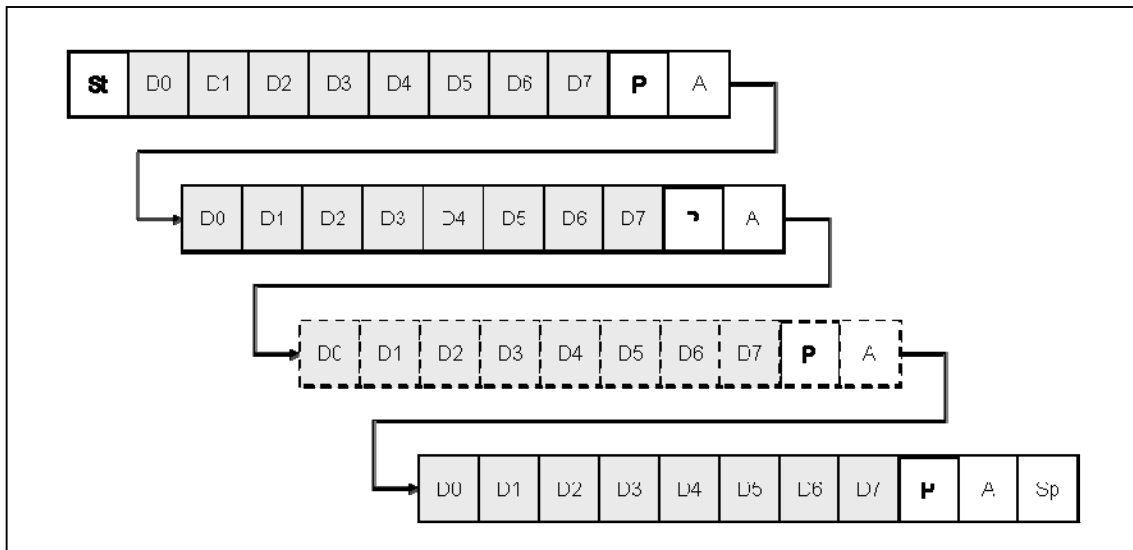 St D0 D1 D2 D3 D4 D5 D6 D7 P A
D0 D1 D2 D3 D4 D5 D6 D7 A
D0 D1 D2 D3 D4 D5 D6 D7 P A
D0 D1 D2 D3 D4 D5 D6 D7 P A Sp